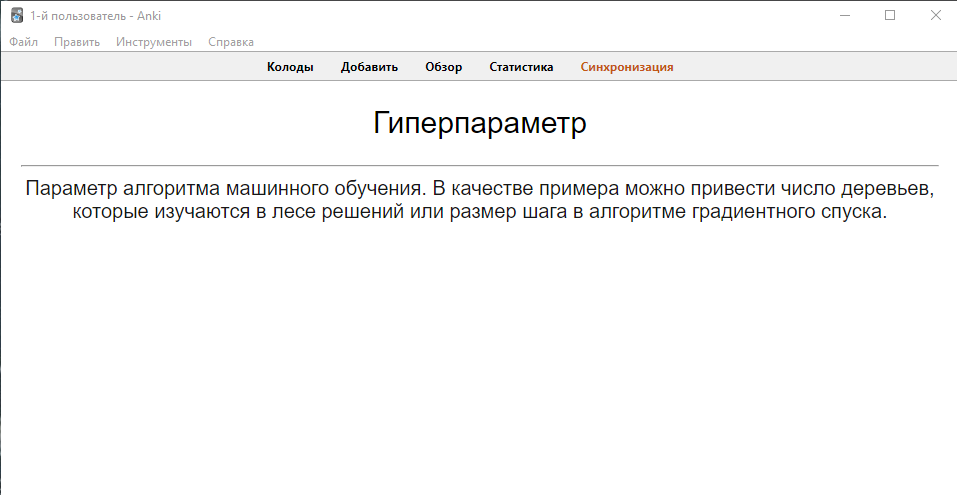 1-й пользователь - Anki
Файл Править Инструменты Справка
Колоды Добавить Обзор Статистика Синхронизация
Гиперпараметр
Параметр алгоритма машинного обучения. В качестве примера можно привести число деревьев,
которые изучаются в лесе решений или размер шага в алгоритме градиентного спуска.